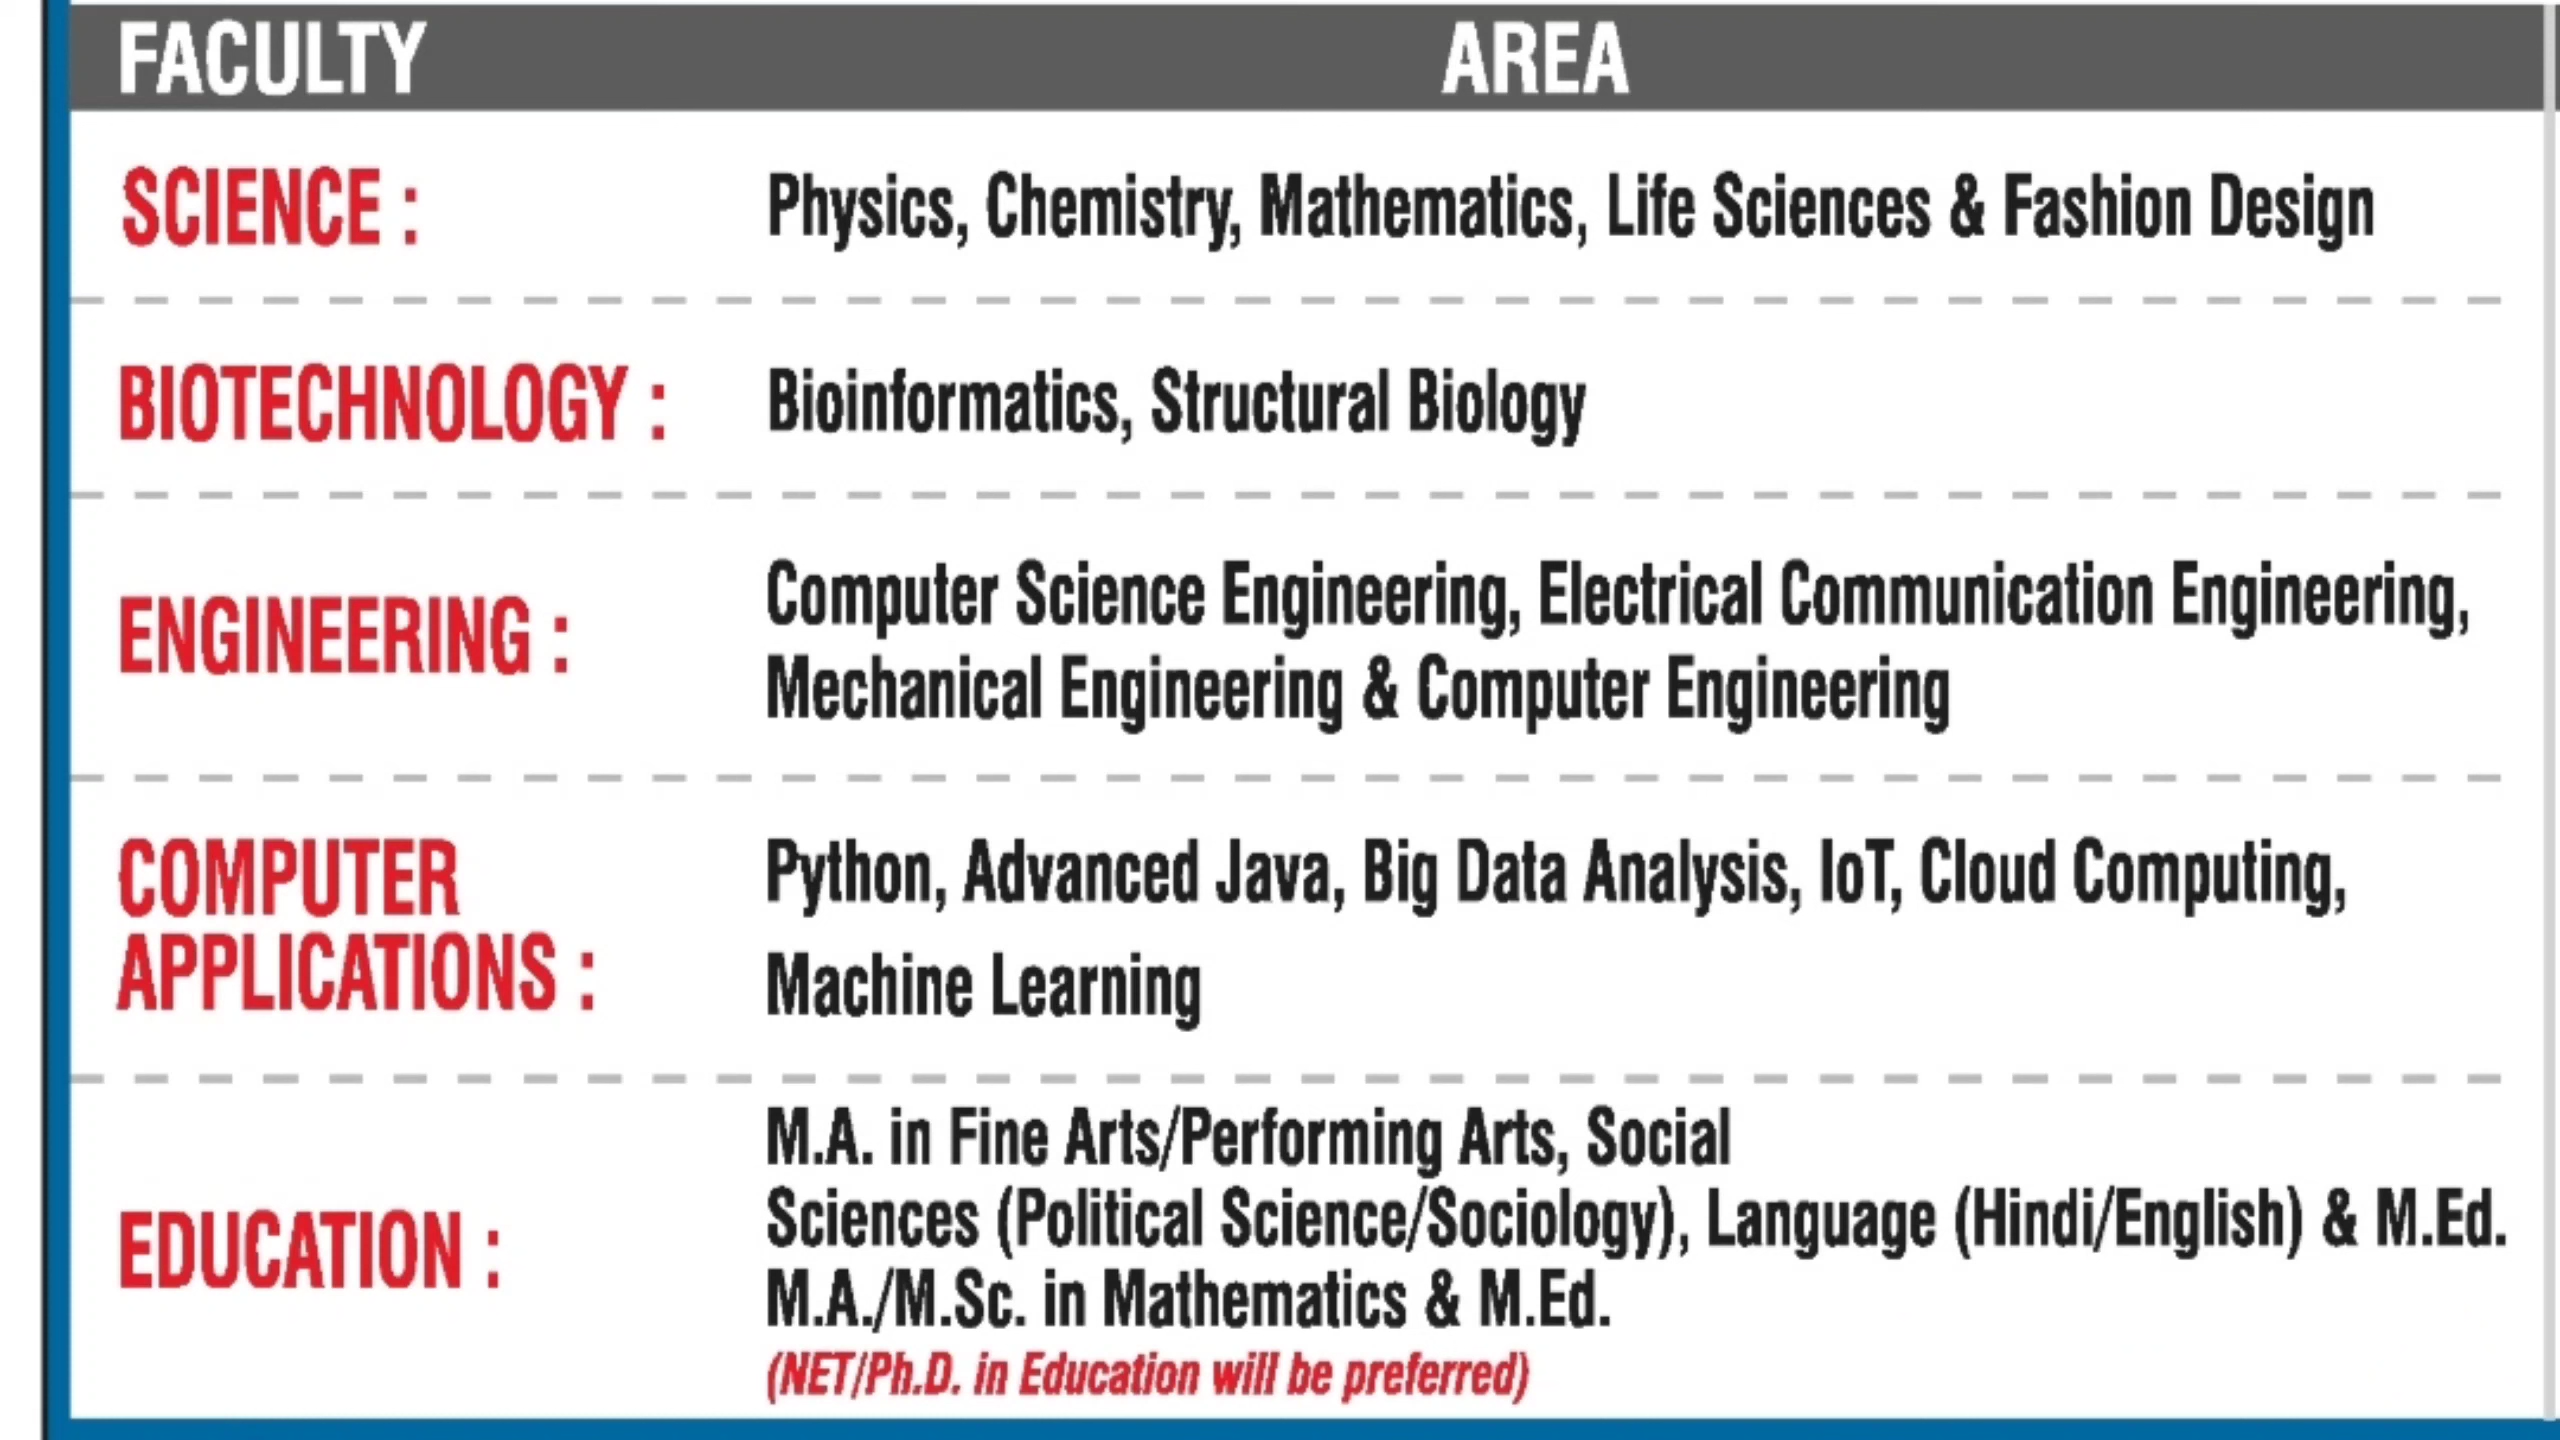 FACULTY AREA
SCIENCE : Physics, Chemistry, Mathematics, Life Sciences & Fashion Design
BIOTECHNOLOGY : Bioinformatics, Structural Biology
ENGINEERING : Computer Science Engineering, Electrical Communication Engineering,
Mechanical Engineering & Computer Engineering
COMPUTER
APPLICATIONS :
Python, Advanced Java, Big Data Analysis, IoT, Cloud Computing,
Machine Learning
EDUCATION :
M.A. in Fine Arts/Performing Arts, Social
Sciences (Political Science/Sociology), Language (Hindi/English) & M.Ed.
M.A./M.Sc. in Mathematics & M.Ed.
(NET/Ph.D. in Education will be preferred)